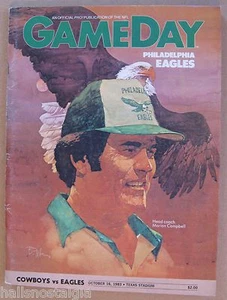 AN OFFICIAL PRO! PUBLICATION OF THE NFL
GAMEDAY
PHILADELPHIA
EAGLES
PHILADELPHIA
EAGLES
Head coach
Marion Campbell
COWBOYS vs EAGLES OCTOBER 16, 1983 • TEXAS STADIUM $2.00
hallsnostalgia